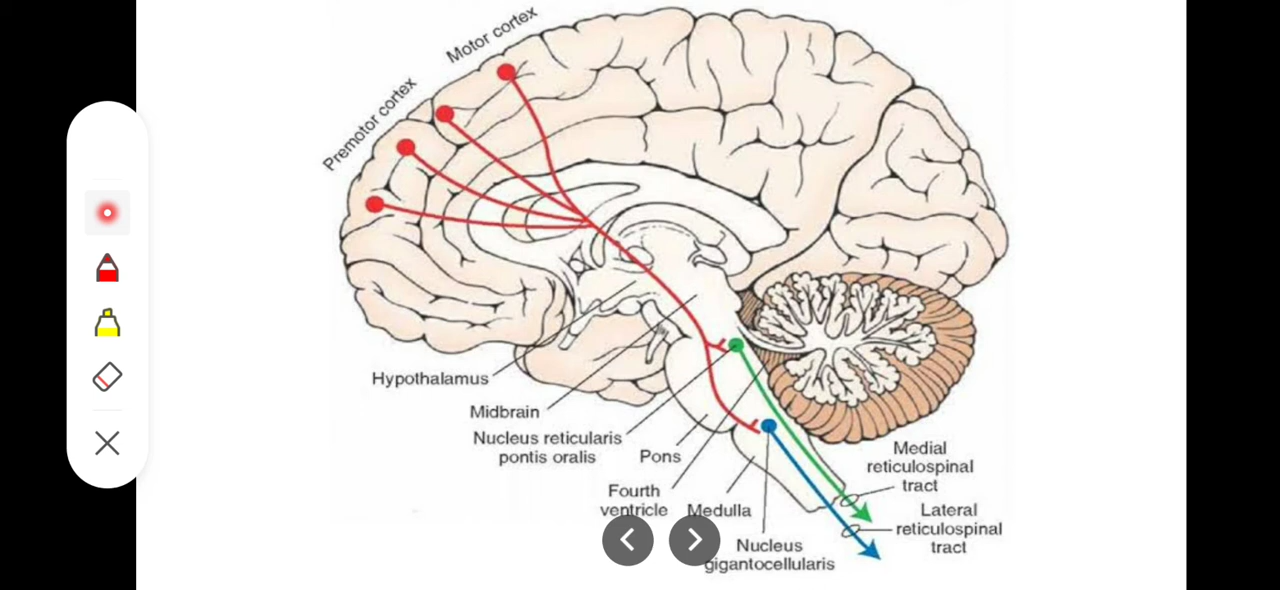 Motor cortex
Premotor cortex
Hypothalamus
Midbrain
Nucleus reticularis
pontis oralis
Pons
Fourth
ventricle
Medulla
Nucleus
gigantocellularis
Medial
reticulospinal
tract
Lateral
reticulospinal
tract